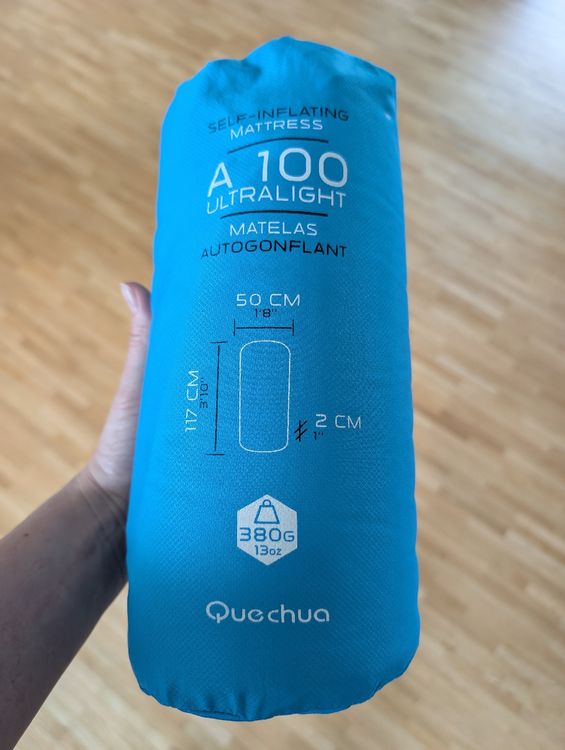 SELF-INFLATING
MATTRESS
A 100
ULTRALIGHT
MATELAS
AUTOGONFLANT
50 CM
1'8"
117 CM
3'10"
2 CM
1"
380G
13oz
Quechua